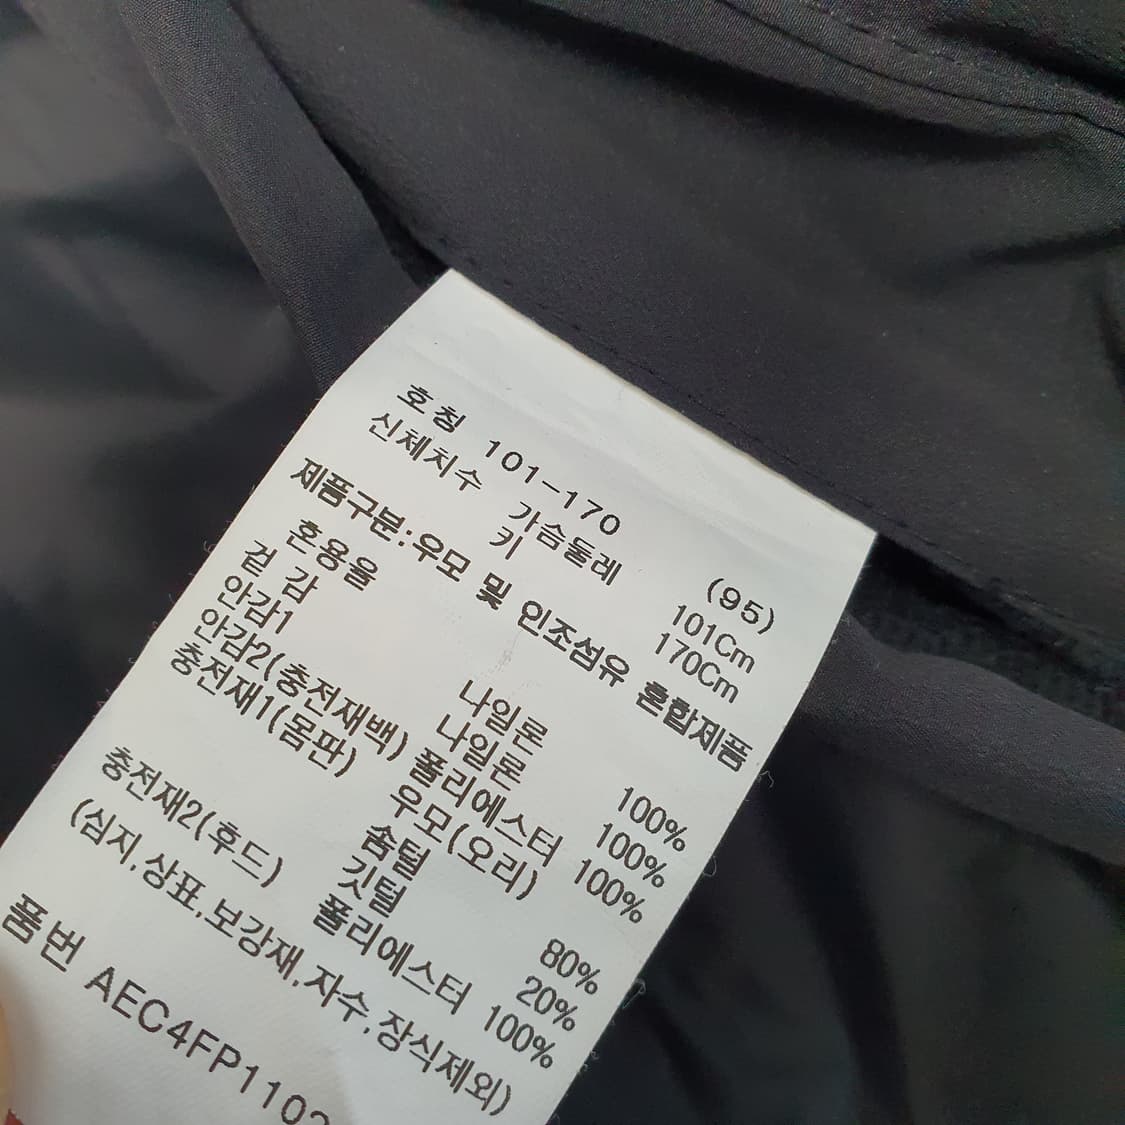 호칭 101-170 (95)
신체치수 가슴둘레 101Cm
키 170Cm
제품구분:우모 및 인조섬유 혼합제품
혼용율
겉 감 나일론 100%
안감1 나일론 100%
안감2(충전재백) 폴리에스터 100%
충전재1(몸판) 우모(오리)
솜털 80%
깃털 20%
충전재2(후드) 폴리에스터 100%
(심지,상표,보강재,자수,장식제외)
품번 AEC4FP110